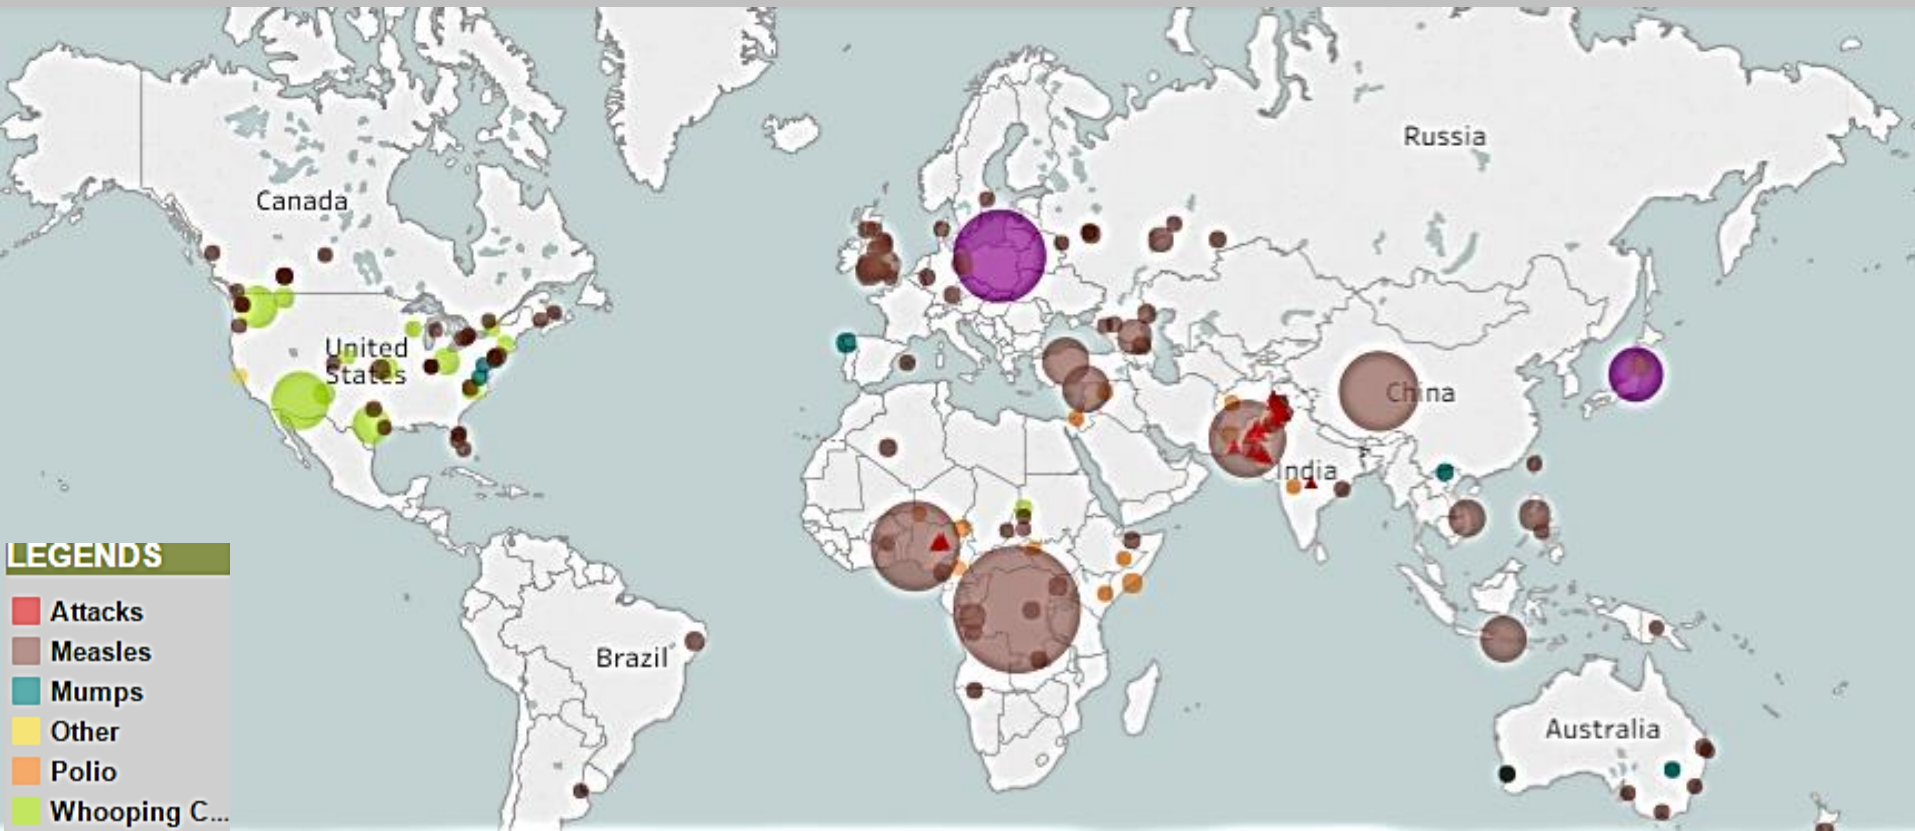 Russia
Canada
United
States
China
India
Brazil
Australia
LEGENDS
Attacks
Measles
Mumps
Other
Polio
Whooping C...